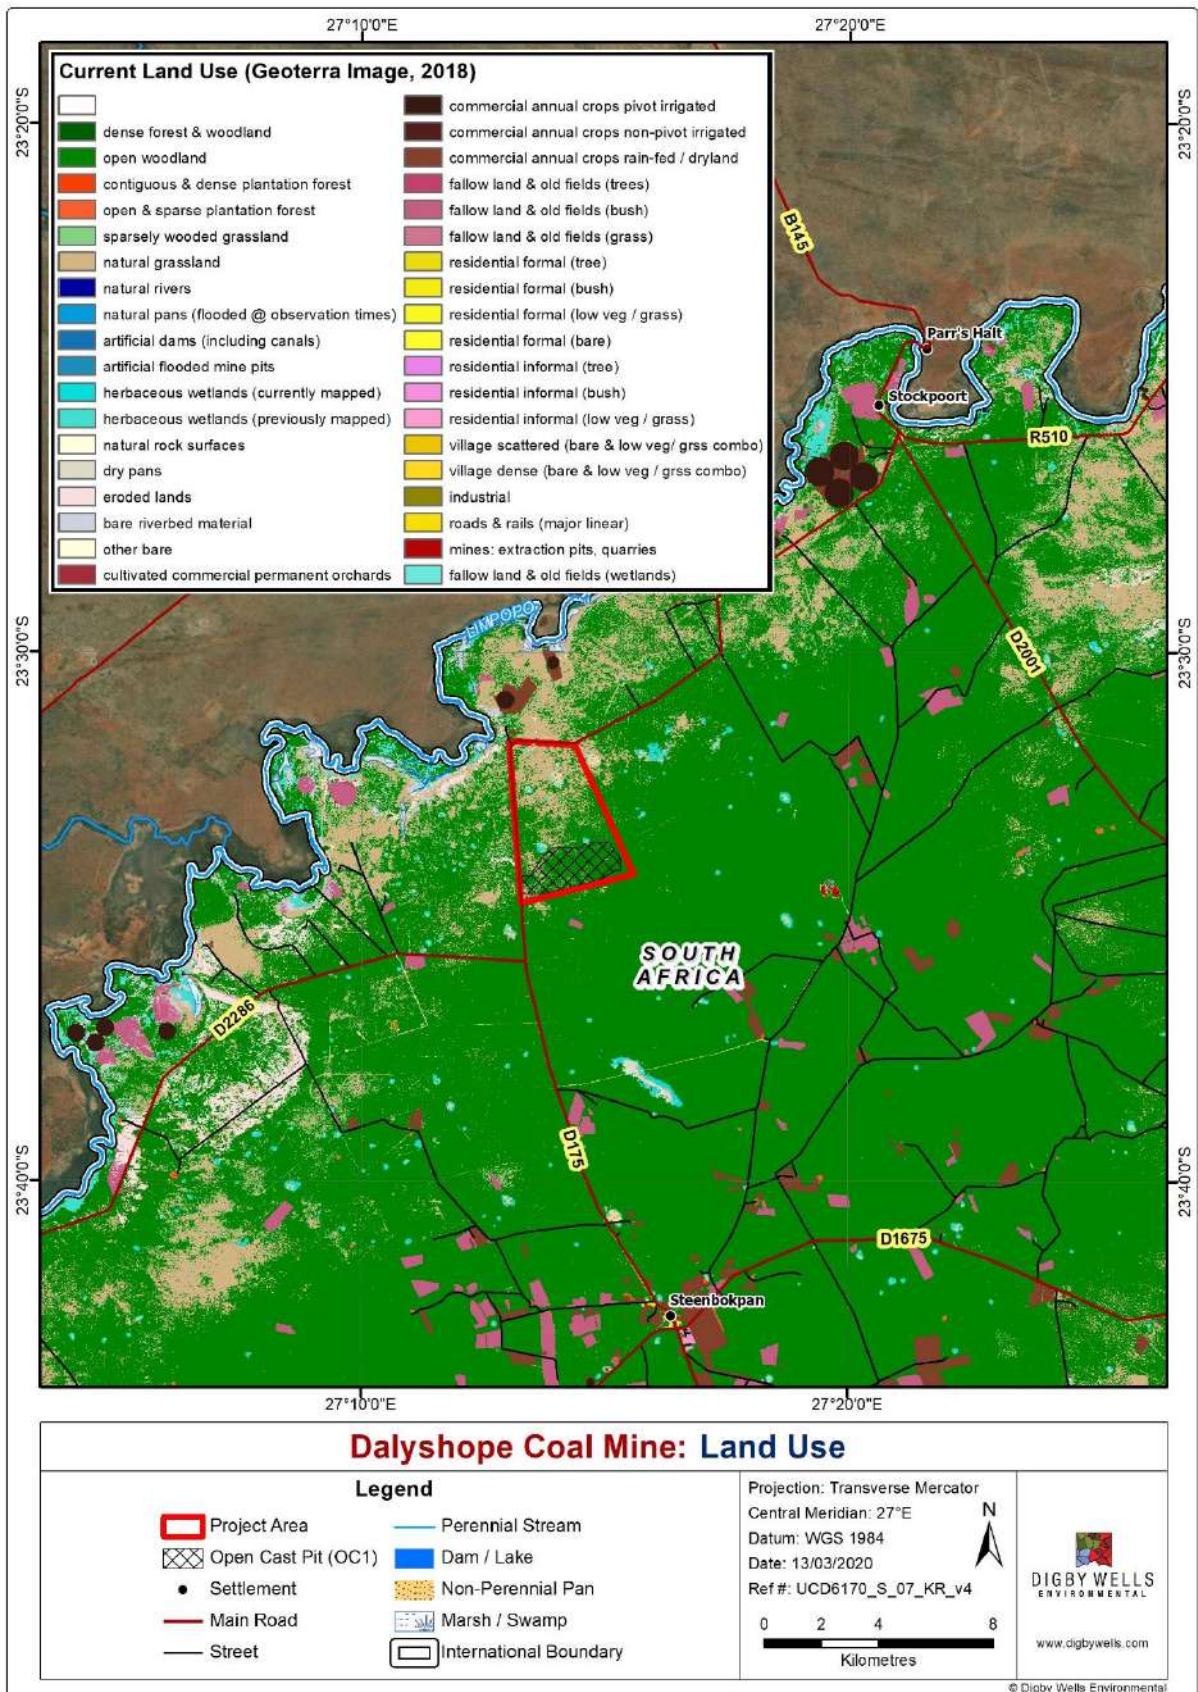 27°10'0"E 27°20'0"E
Current Land Use (Geoterra Image, 2018)
dense forest & woodland
open woodland
contiguous & dense plantation forest
open & sparse plantation forest
sparsely wooded grassland
natural grassland
natural rivers
natural pans (flooded @ observation times)
artificial dams (including canals)
artificial flooded mine pits
herbaceous wetlands (currently mapped)
herbaceous wetlands (previously mapped)
natural rock surfaces
dry pans
eroded lands
bare riverbed material
other bare
cultivated commercial permanent orchards
commercial annual crops pivot irrigated
commercial annual crops non-pivot irrigated
commercial annual crops rain-fed / dryland
fallow land & old fields (trees)
fallow land & old fields (bush)
fallow land & old fields (grass)
residential formal (tree)
residential formal (bush)
residential formal (low veg / grass)
residential formal (bare)
residential informal (tree)
residential informal (bush)
residential informal (low veg / grass)
village scattered (bare & low veg/ grss combo)
village dense (bare & low veg / grss combo)
industrial
roads & rails (major linear)
mines: extraction pits, quarries
fallow land & old fields (wetlands)
23°20'0"S 23°20'0"S
B145
Parr's Halt
Stockpoort
R510
LIMPOPO
23°30'0"S 23°30'0"S
D2001
SOUTH
AFRICA
D2286
D175
23°40'0"S 23°40'0"S
D1675
Steenbokpan
27°10'0"E 27°20'0"E
Dalyshope Coal Mine: Land Use
Legend
Project Area
Open Cast Pit (OC1)
Settlement
Main Road
Street
Perennial Stream
Dam / Lake
Non-Perennial Pan
Marsh / Swamp
International Boundary
Projection: Transverse Mercator
Central Meridian: 27°E
Datum: WGS 1984
Date: 13/03/2020
Ref #: UCD6170_S_07_KR_v4
N
0 2 4 8
Kilometres
DIGBY WELLS
ENVIRONMENTAL
www.digbywells.com
© Digby Wells Environmental